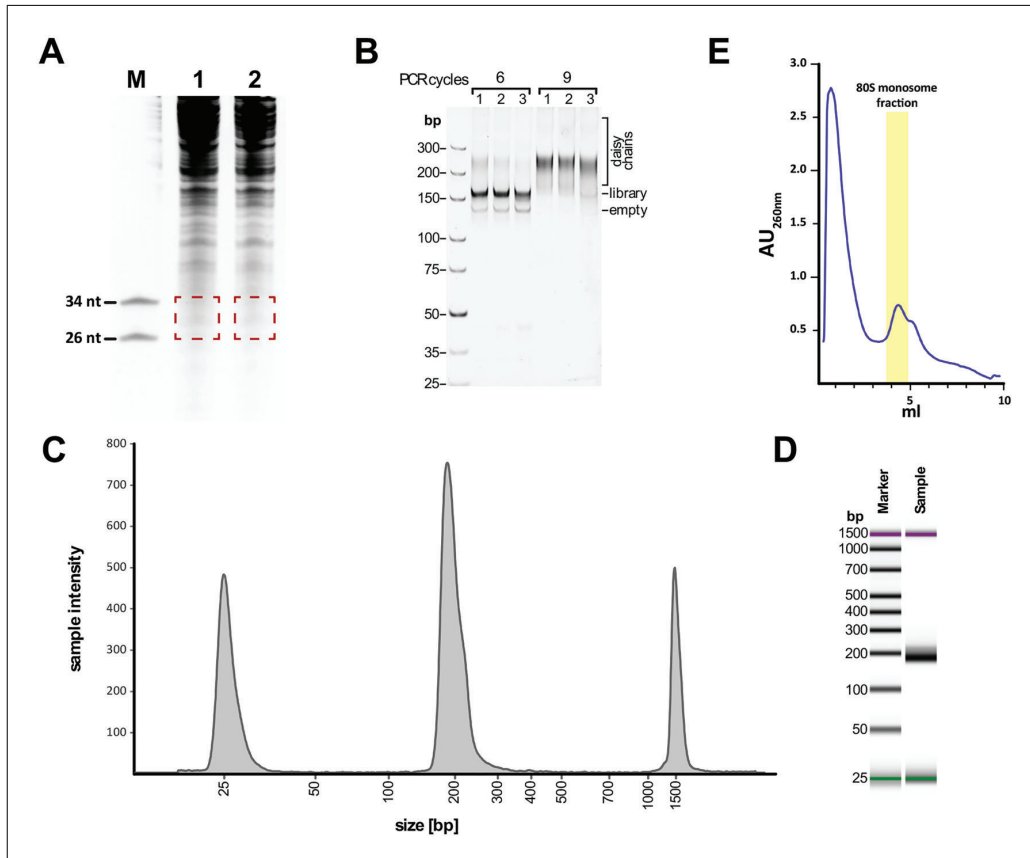 A
M 1 2
34 nt
26 nt
B
PCR cycles 6 9
1 2 3 1 2 3
bp
300
200
150
100
75
50
35
25
daisy
chains
library
empty
E
80S monosome
fraction
3.0
2.5
2.0
1.5
1.0
0.5
AU260nm
5 10
ml
C
800
700
600
500
400
300
200
100
sample intensity
25 50 100 200 300 400 500 700 1000 1500
size [bp]
D
Marker Sample
bp
1500
1000
700
500
400
300
200
100
50
25